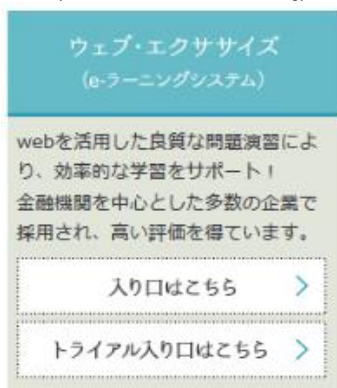 ウェブ・エクササイズ
(e-ラーニングシステム)
webを活用した良質な問題演習によ
り、効率的な学習をサポート！
金融機関を中心とした多数の企業で
採用され、高い評価を得ています。
入り口はこちら
トライアル入り口はこちら